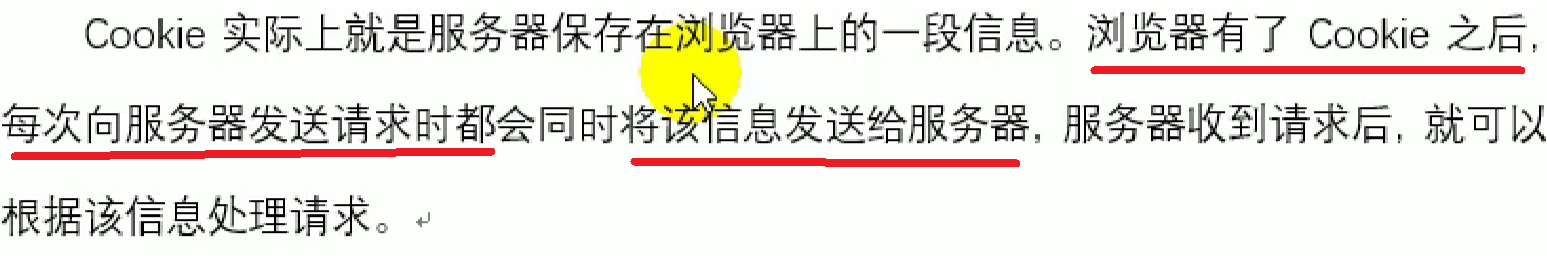 Cookie 实际上就是服务器保存在浏览器上的一段信息。浏览器有了 Cookie 之后,
每次向服务器发送请求时都会同时将该信息发送给服务器, 服务器收到请求后, 就可以
根据该信息处理请求。